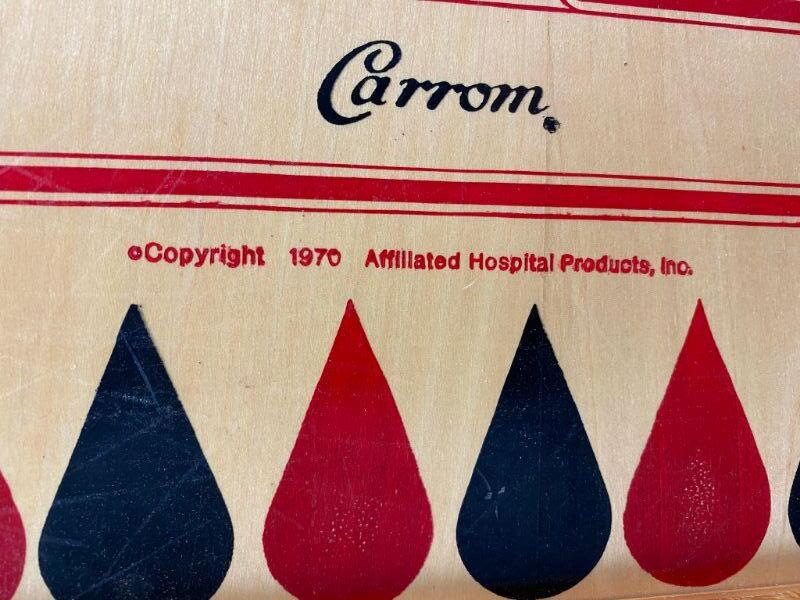 Carrom.
©Copyright 1970 Affiliated Hospital Products, Inc.